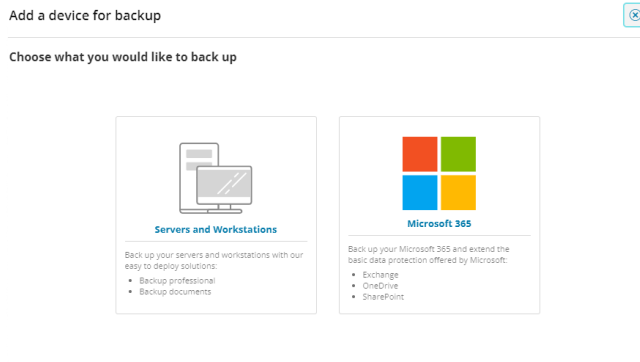 Add a device for backup
Choose what you would like to back up
Servers and Workstations
Back up your servers and workstations with our
easy to deploy solutions:
Backup professional
Backup documents
Microsoft 365
Back up your Microsoft 365 and extend the
basic data protection offered by Microsoft:
Exchange
OneDrive
SharePoint